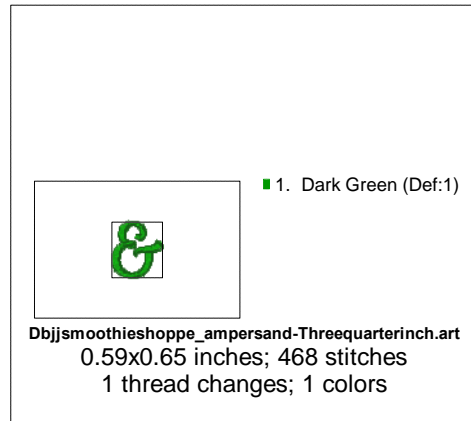 1. Dark Green (Def:1)
&
Dbjjsmoothieshoppe_ampersand-Threequarterinch.art
0.59x0.65 inches; 468 stitches
1 thread changes; 1 colors